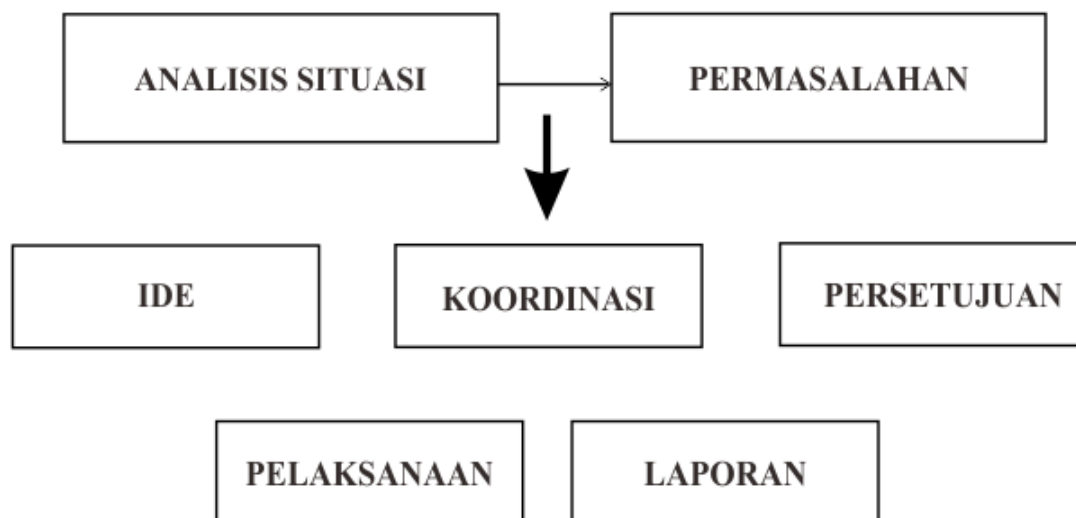 ANALISIS SITUASI
PERMASALAHAN
IDE
KOORDINASI
PERSETUJUAN
PELAKSANAAN
LAPORAN